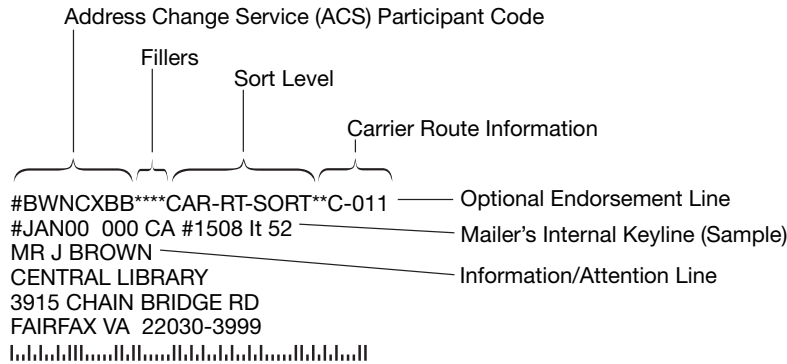 Address Change Service (ACS) Participant Code
Fillers
Sort Level
Carrier Route Information
#BWNCXBB****CAR-RT-SORT**C-011
Optional Endorsement Line
#JAN00 000 CA #1508 It 52
Mailer's Internal Keyline (Sample)
MR J BROWN
Information/Attention Line
CENTRAL LIBRARY
3915 CHAIN BRIDGE RD
FAIRFAX VA 22030-3999